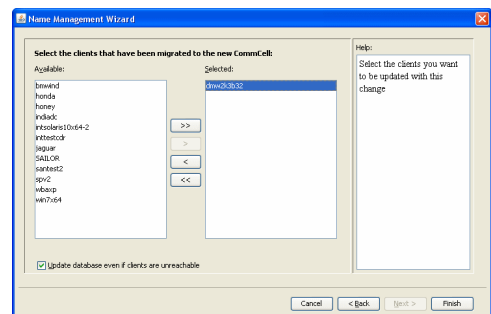 Name Management Wizard
Select the clients that have been migrated to the new CommCell:
Available:
bmwind
honda
honey
indiadc
intsolaris10x64-2
inttestcdr
jaguar
SAILOR
santest2
spv2
wbaxp
win7x64
>>
>
<
<<
Selected:
dmw2k3b32
Update database even if clients are unreachable
Help:
Select the clients you want
to be updated with this
change
Cancel
< Back
Next >
Finish